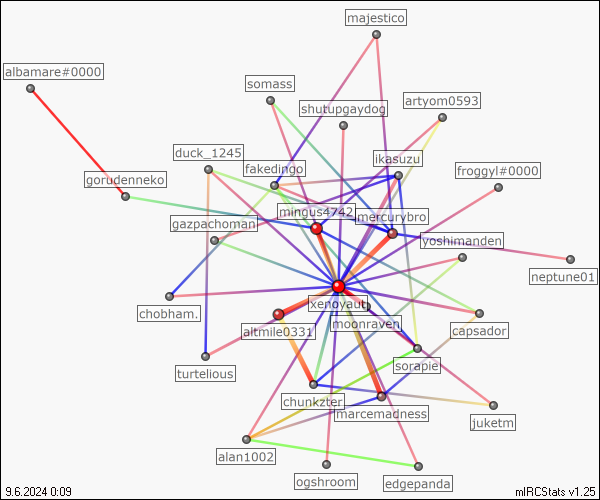 majestico
albamare#0000
somass
shutupgaydog
artyom0593
duck_1245
fakedingo
ikasuzu
froggyl#0000
gorudenneko
mingus4742
mercurybro
gazpachoman
yoshimanden
neptune01
xenoyaut
chobham.
moonraven
capsador
altmile0331
sorapie
turtelious
chunkzter
marcemadness
juketm
alan1002
ogshroom
edgepanda
9.6.2024 0:09
mIRCStats v1.25